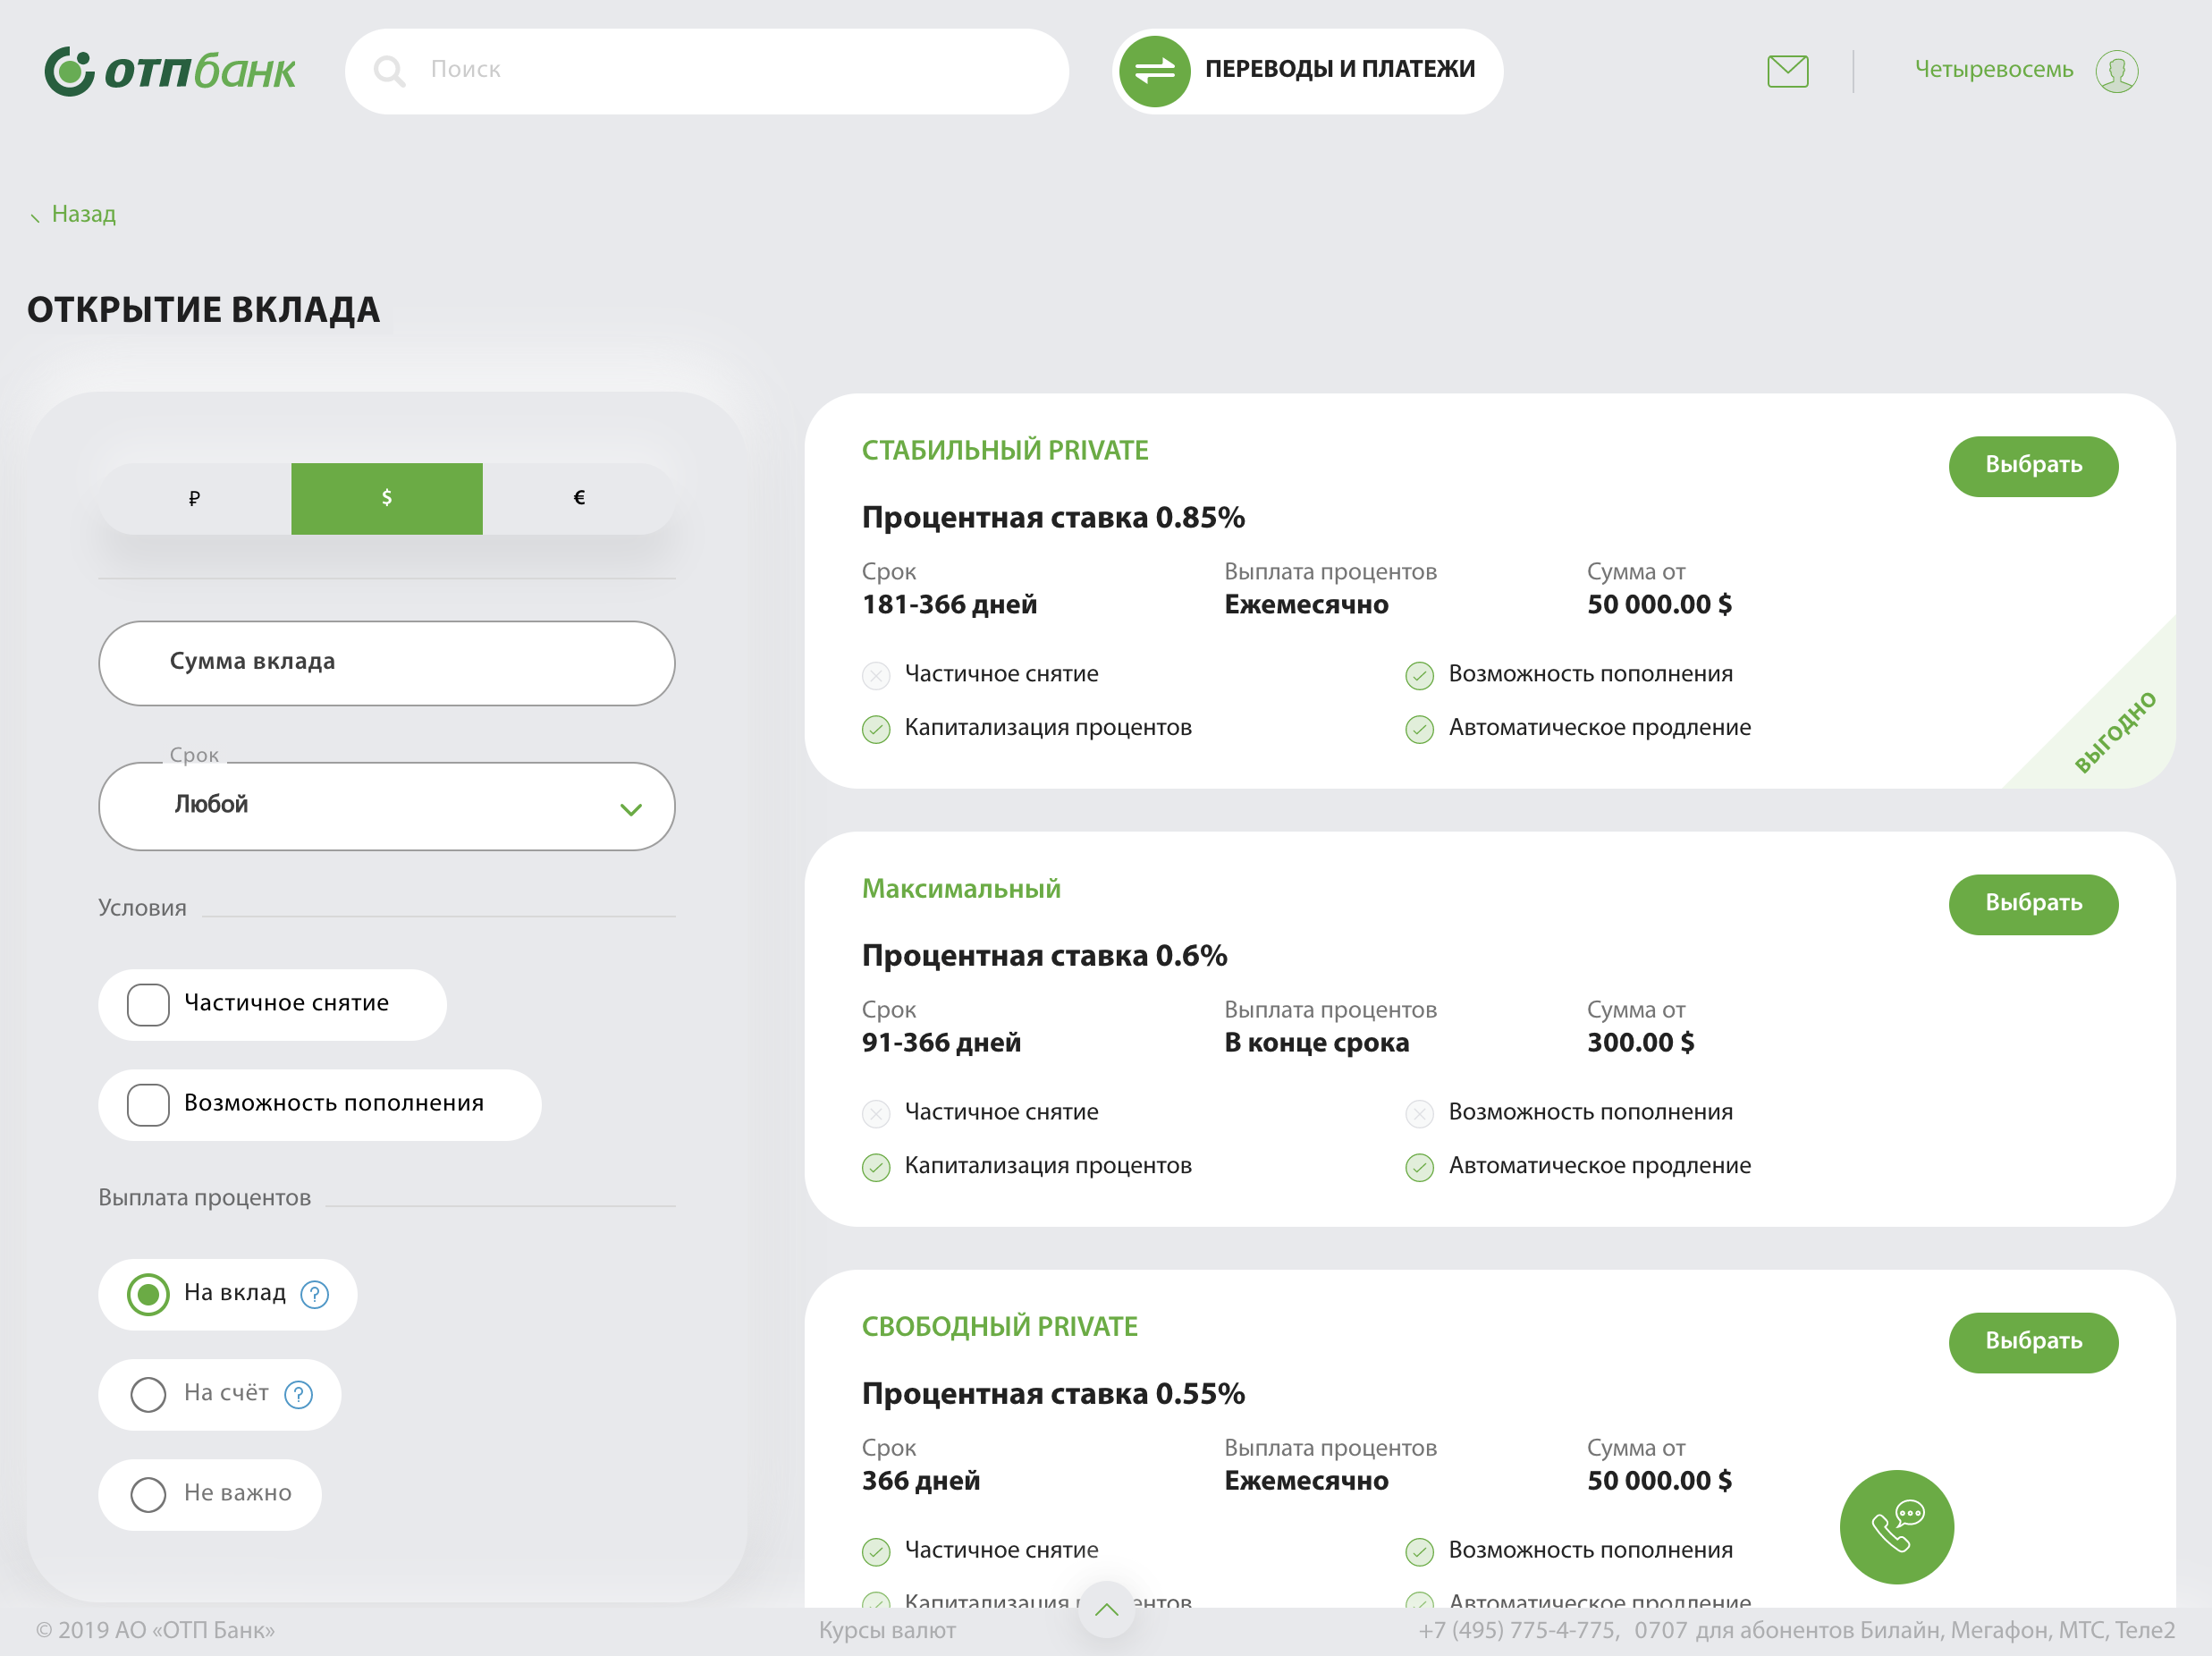 отпбанк
Поиск
ПЕРЕВОДЫ И ПЛАТЕЖИ
Четыревосемь
Назад
ОТКРЫТИЕ ВКЛАДА
₽
$
€
Сумма вклада
Срок
Любой
Условия
Частичное снятие
Возможность пополнения
Выплата процентов
На вклад ?
На счёт ?
Не важно
СТАБИЛЬНЫЙ PRIVATE
Выбрать
Процентная ставка 0.85%
Срок Выплата процентов Сумма от
181-366 дней Ежемесячно 50 000.00 $
Частичное снятие Возможность пополнения
Капитализация процентов Автоматическое продление
ВЫГОДНО
Максимальный
Выбрать
Процентная ставка 0.6%
Срок Выплата процентов Сумма от
91-366 дней В конце срока 300.00 $
Частичное снятие Возможность пополнения
Капитализация процентов Автоматическое продление
СВОБОДНЫЙ PRIVATE
Выбрать
Процентная ставка 0.55%
Срок Выплата процентов Сумма от
366 дней Ежемесячно 50 000.00 $
Частичное снятие Возможность пополнения
Капитализация процентов Автоматическое продление
© 2019 АО «ОТП Банк» Курсы валют +7 (495) 775-4-775, 0707 для абонентов Билайн, Мегафон, МТС, Теле2